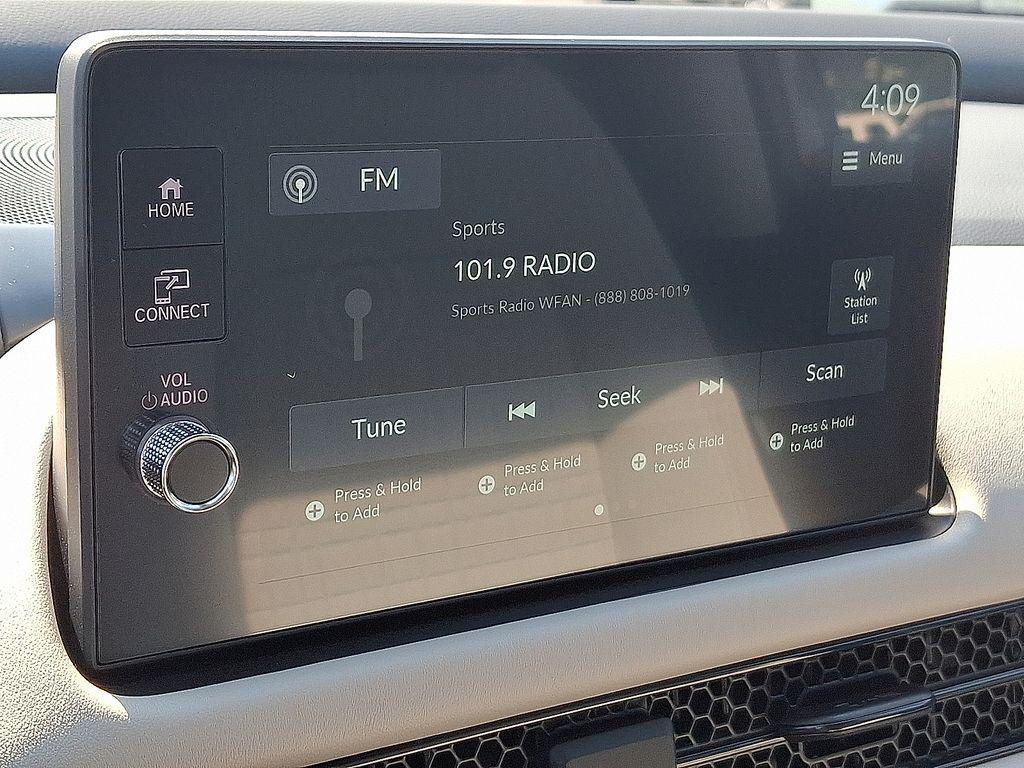 4:09
Menu
HOME
CONNECT
VOL
AUDIO
FM
Sports
101.9 RADIO
Sports Radio WFAN - (888) 808-1019
Station
List
Tune
Seek
Scan
Press & Hold
to Add
Press & Hold
to Add
Press & Hold
to Add
Press & Hold
to Add